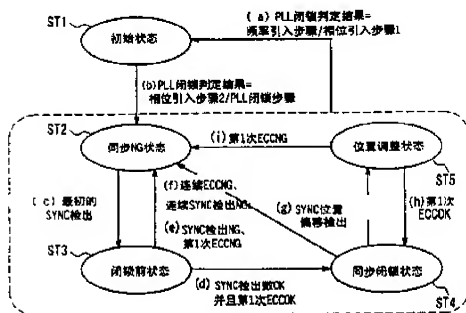 ST1
初始状态
(a) PLL闭锁判定结果=
频率引入步骤/相位引入步骤1
(b)PLL闭锁判定结果=
相位引入步骤2/PLL闭锁步骤
ST2
同步NG状态
(i) 第1次ECCNG
位置调整状态
ST5
(c) 最初的
SYNC检出
(f) 连续ECCNG、
连续SYNC检出NG、
(e) SYNC检出NG、
第1次ECCNG
(g) SYNC位置
偏移检出
(h)第1次
ECCOK
ST3
闭锁前状态
(d) SYNC检出数OK
并且第1次ECCOK
同步闭锁状态
ST4